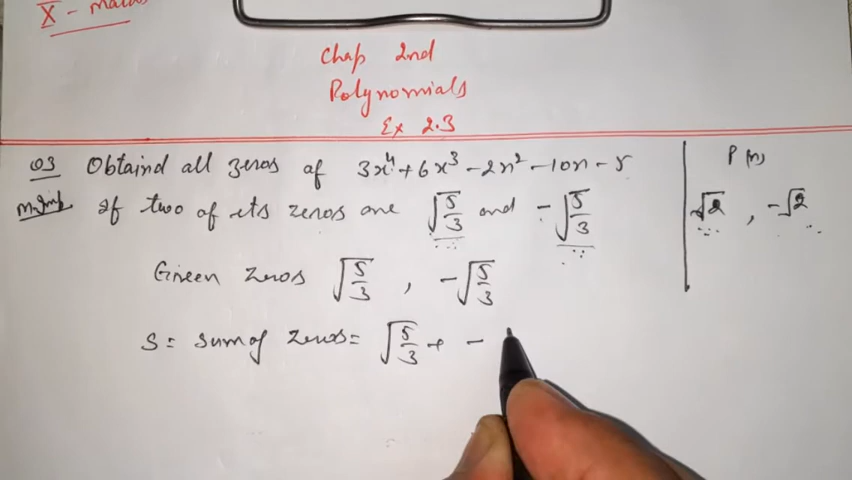 X - maths
Chap 2nd
Polynomials
Ex 2.3
Q3 Obtaind all zeros of 3x⁴+6x³-2x²-10x-5
If two of its zeros are √5/3 and -√5/3
Given zeros √5/3 , -√5/3
S = sum of zeros = √5/3 + -
P(x)
√2 , -√2